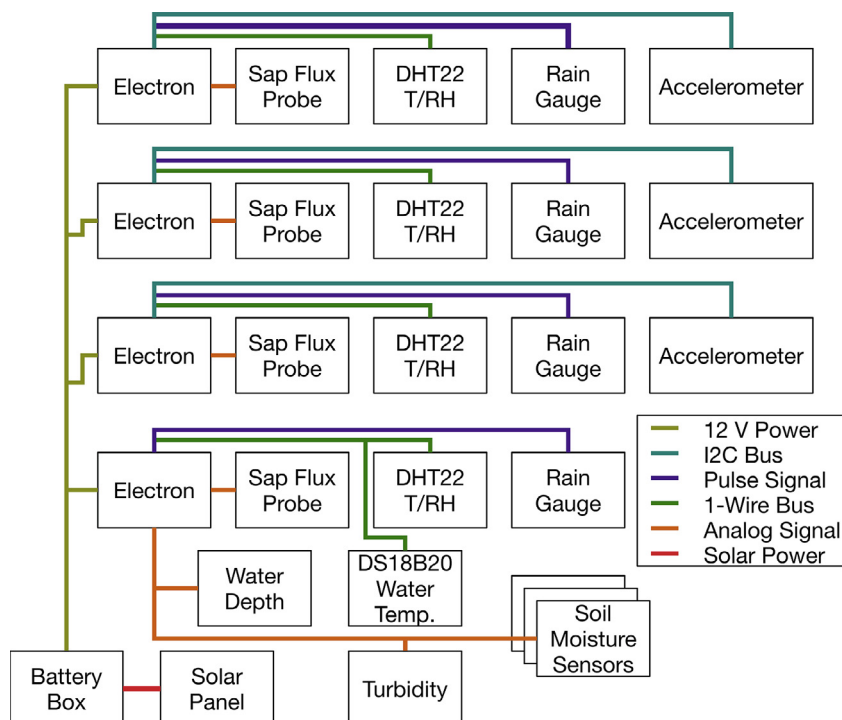 Electron
Sap Flux
Probe
DHT22
T/RH
Rain
Gauge
Accelerometer
Electron
Sap Flux
Probe
DHT22
T/RH
Rain
Gauge
Accelerometer
Electron
Sap Flux
Probe
DHT22
T/RH
Rain
Gauge
Accelerometer
Electron
Sap Flux
Probe
DHT22
T/RH
Rain
Gauge
12 V Power
I2C Bus
Pulse Signal
1-Wire Bus
Analog Signal
Solar Power
Water
Depth
DS18B20
Water
Temp.
Soil
Moisture
Sensors
Battery
Box
Solar
Panel
Turbidity